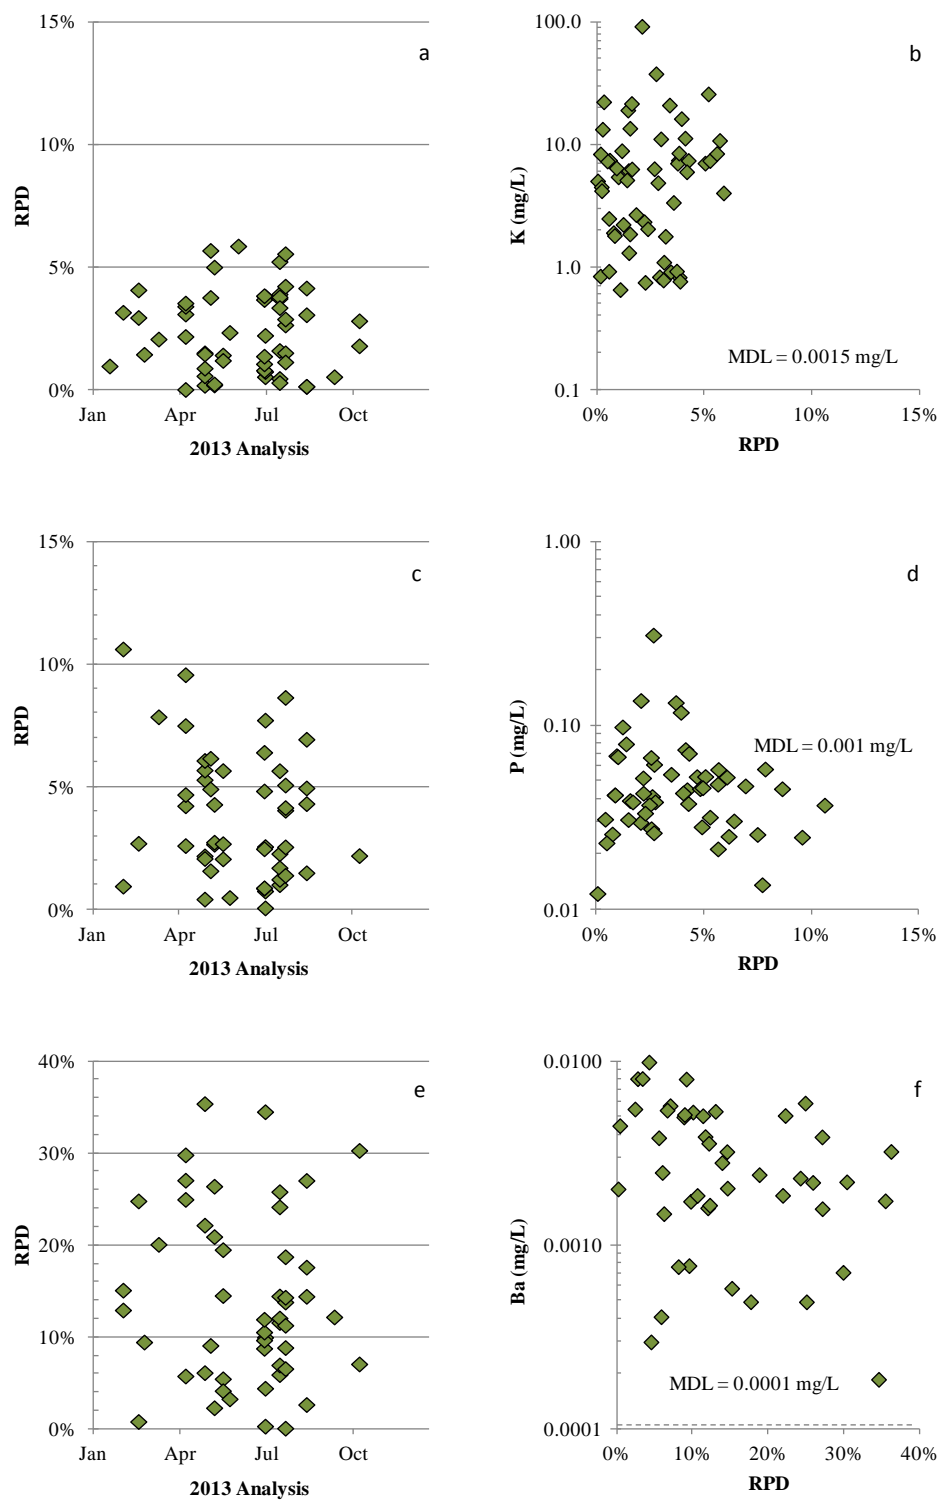 15%
10%
5%
0%
RPD
Jan
Apr
Jul
Oct
2013 Analysis
a
100.0
10.0
1.0
0.1
K (mg/L)
0%
5%
10%
15%
RPD
b
MDL = 0.0015 mg/L
15%
10%
5%
0%
RPD
Jan
Apr
Jul
Oct
2013 Analysis
c
1.00
0.10
0.01
P (mg/L)
0%
5%
10%
15%
RPD
d
MDL = 0.001 mg/L
40%
30%
20%
10%
0%
RPD
Jan
Apr
Jul
Oct
2013 Analysis
e
0.0100
0.0010
0.0001
Ba (mg/L)
0%
10%
20%
30%
40%
RPD
f
MDL = 0.0001 mg/L